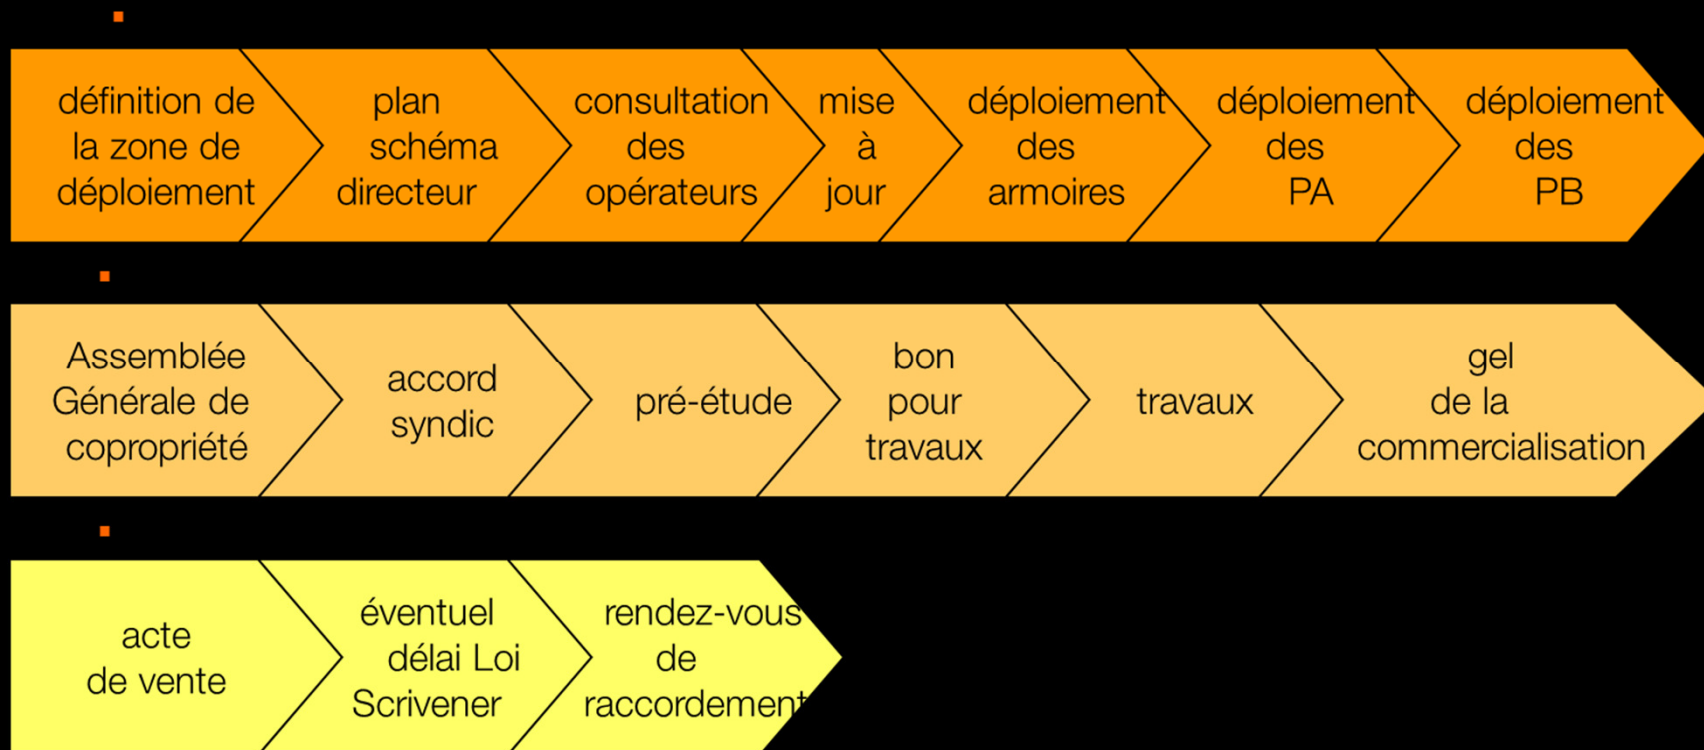 définition de
la zone de
déploiement
plan
schéma
directeur
consultation
des
opérateurs
mise
à
jour
déploiement
des
armoires
déploiement
des
PA
déploiement
des
PB
Assemblée
Générale de
copropriété
accord
syndic
pré-étude
bon
pour
travaux
travaux
gel
de la
commercialisation
acte
de vente
éventuel
délai Loi
Scrivener
rendez-vous
de
raccordement